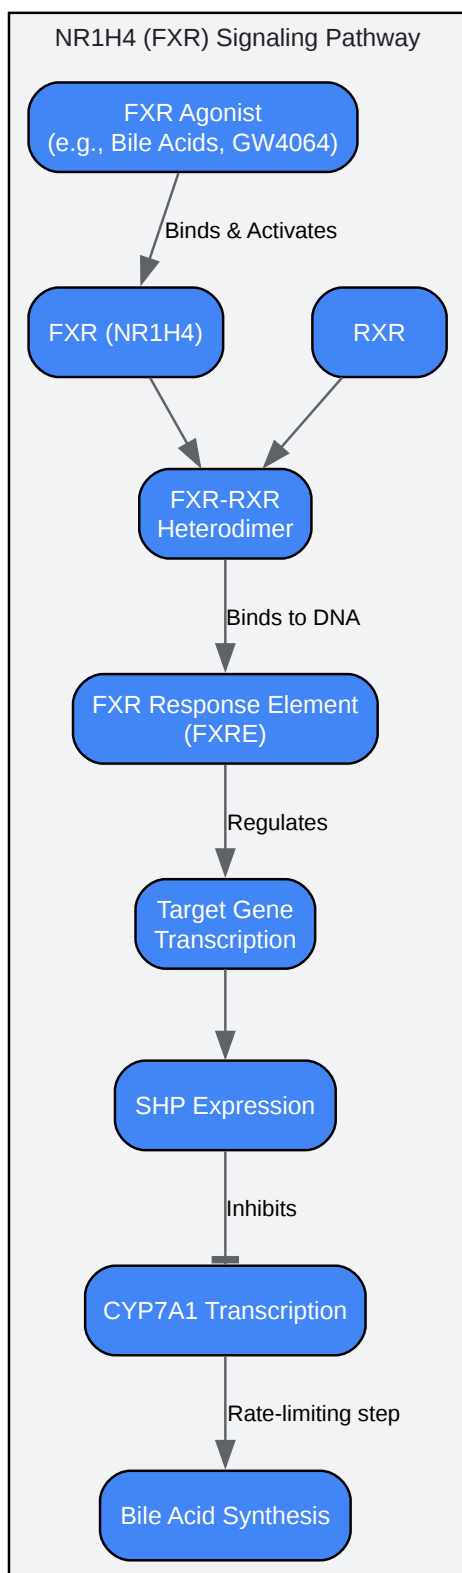 NR1H4 (FXR) Signaling Pathway
FXR Agonist
(e.g., Bile Acids, GW4064)
Binds & Activates
FXR (NR1H4)
RXR
FXR-RXR
Heterodimer
Binds to DNA
FXR Response Element
(FXRE)
Regulates
Target Gene
Transcription
SHP Expression
Inhibits
CYP7A1 Transcription
Rate-limiting step
Bile Acid Synthesis